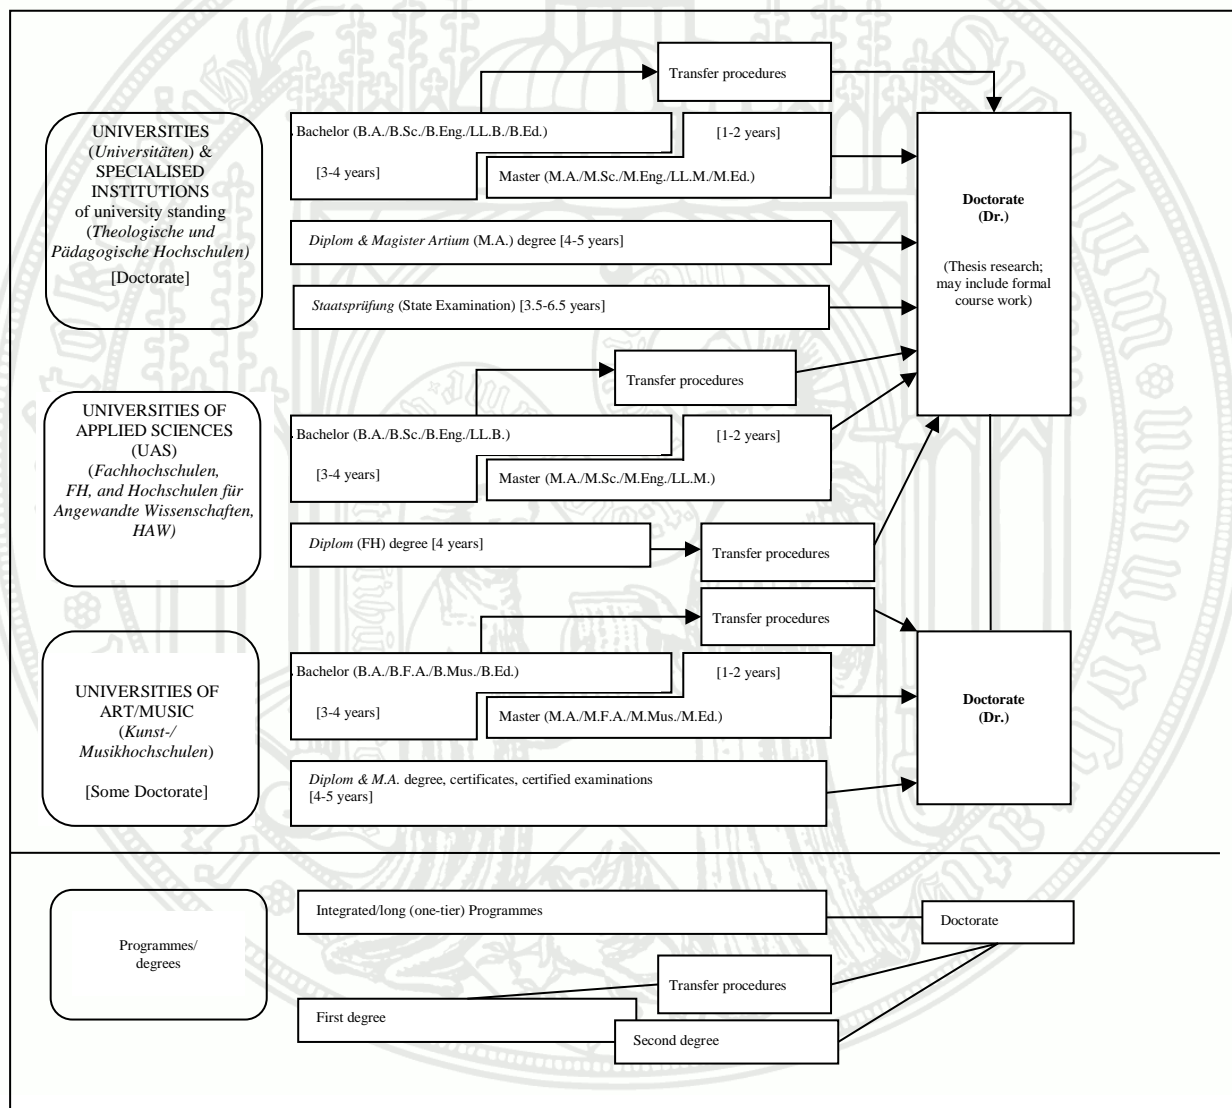 Transfer procedures
UNIVERSITIES
(Universitäten) &
SPECIALISED
INSTITUTIONS
of university standing
(Theologische und
Pädagogische Hochschulen)
[Doctorate]
Bachelor (B.A./B.Sc./B.Eng./LL.B./B.Ed.)
[1-2 years]
[3-4 years]
Master (M.A./M.Sc./M.Eng./LL.M./M.Ed.)
Diplom & Magister Artium (M.A.) degree [4-5 years]
Staatsprüfung (State Examination) [3.5-6.5 years]
Doctorate
(Dr.)
(Thesis research;
may include formal
course work)
UNIVERSITIES OF
APPLIED SCIENCES
(UAS)
(Fachhochschulen,
FH, and Hochschulen für
Angewandte Wissenschaften,
HAW)
Transfer procedures
Bachelor (B.A./B.Sc./B.Eng./LL.B.)
[1-2 years]
[3-4 years]
Master (M.A./M.Sc./M.Eng./LL.M.)
Diplom (FH) degree [4 years]
Transfer procedures
Transfer procedures
UNIVERSITIES OF
ART/MUSIC
(Kunst-/
Musikhochschulen)
[Some Doctorate]
Bachelor (B.A./B.F.A./B.Mus./B.Ed.)
[1-2 years]
[3-4 years]
Master (M.A./M.F.A./M.Mus./M.Ed.)
Diplom & M.A. degree, certificates, certified examinations
[4-5 years]
Doctorate
(Dr.)
Programmes/
degrees
Integrated/long (one-tier) Programmes
Doctorate
Transfer procedures
First degree
Second degree